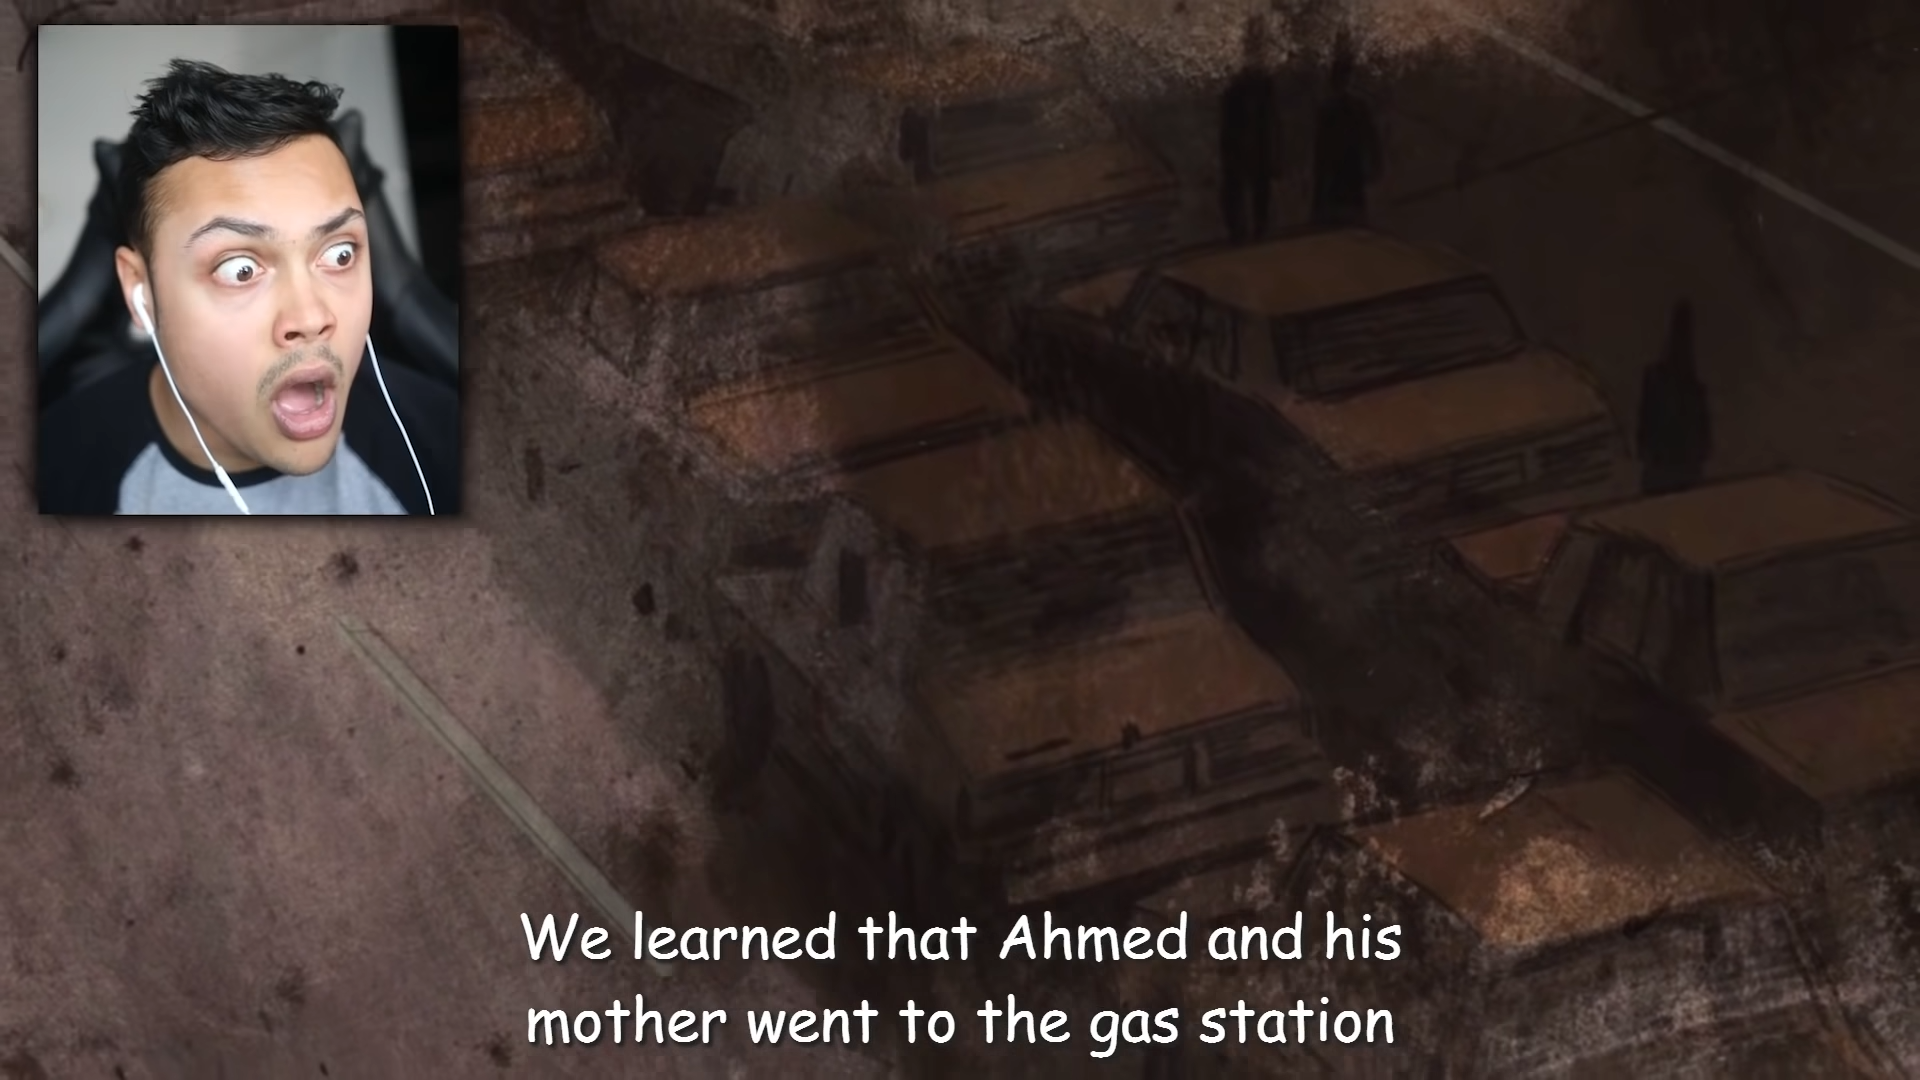 We learned that Ahmed and his
mother went to the gas station